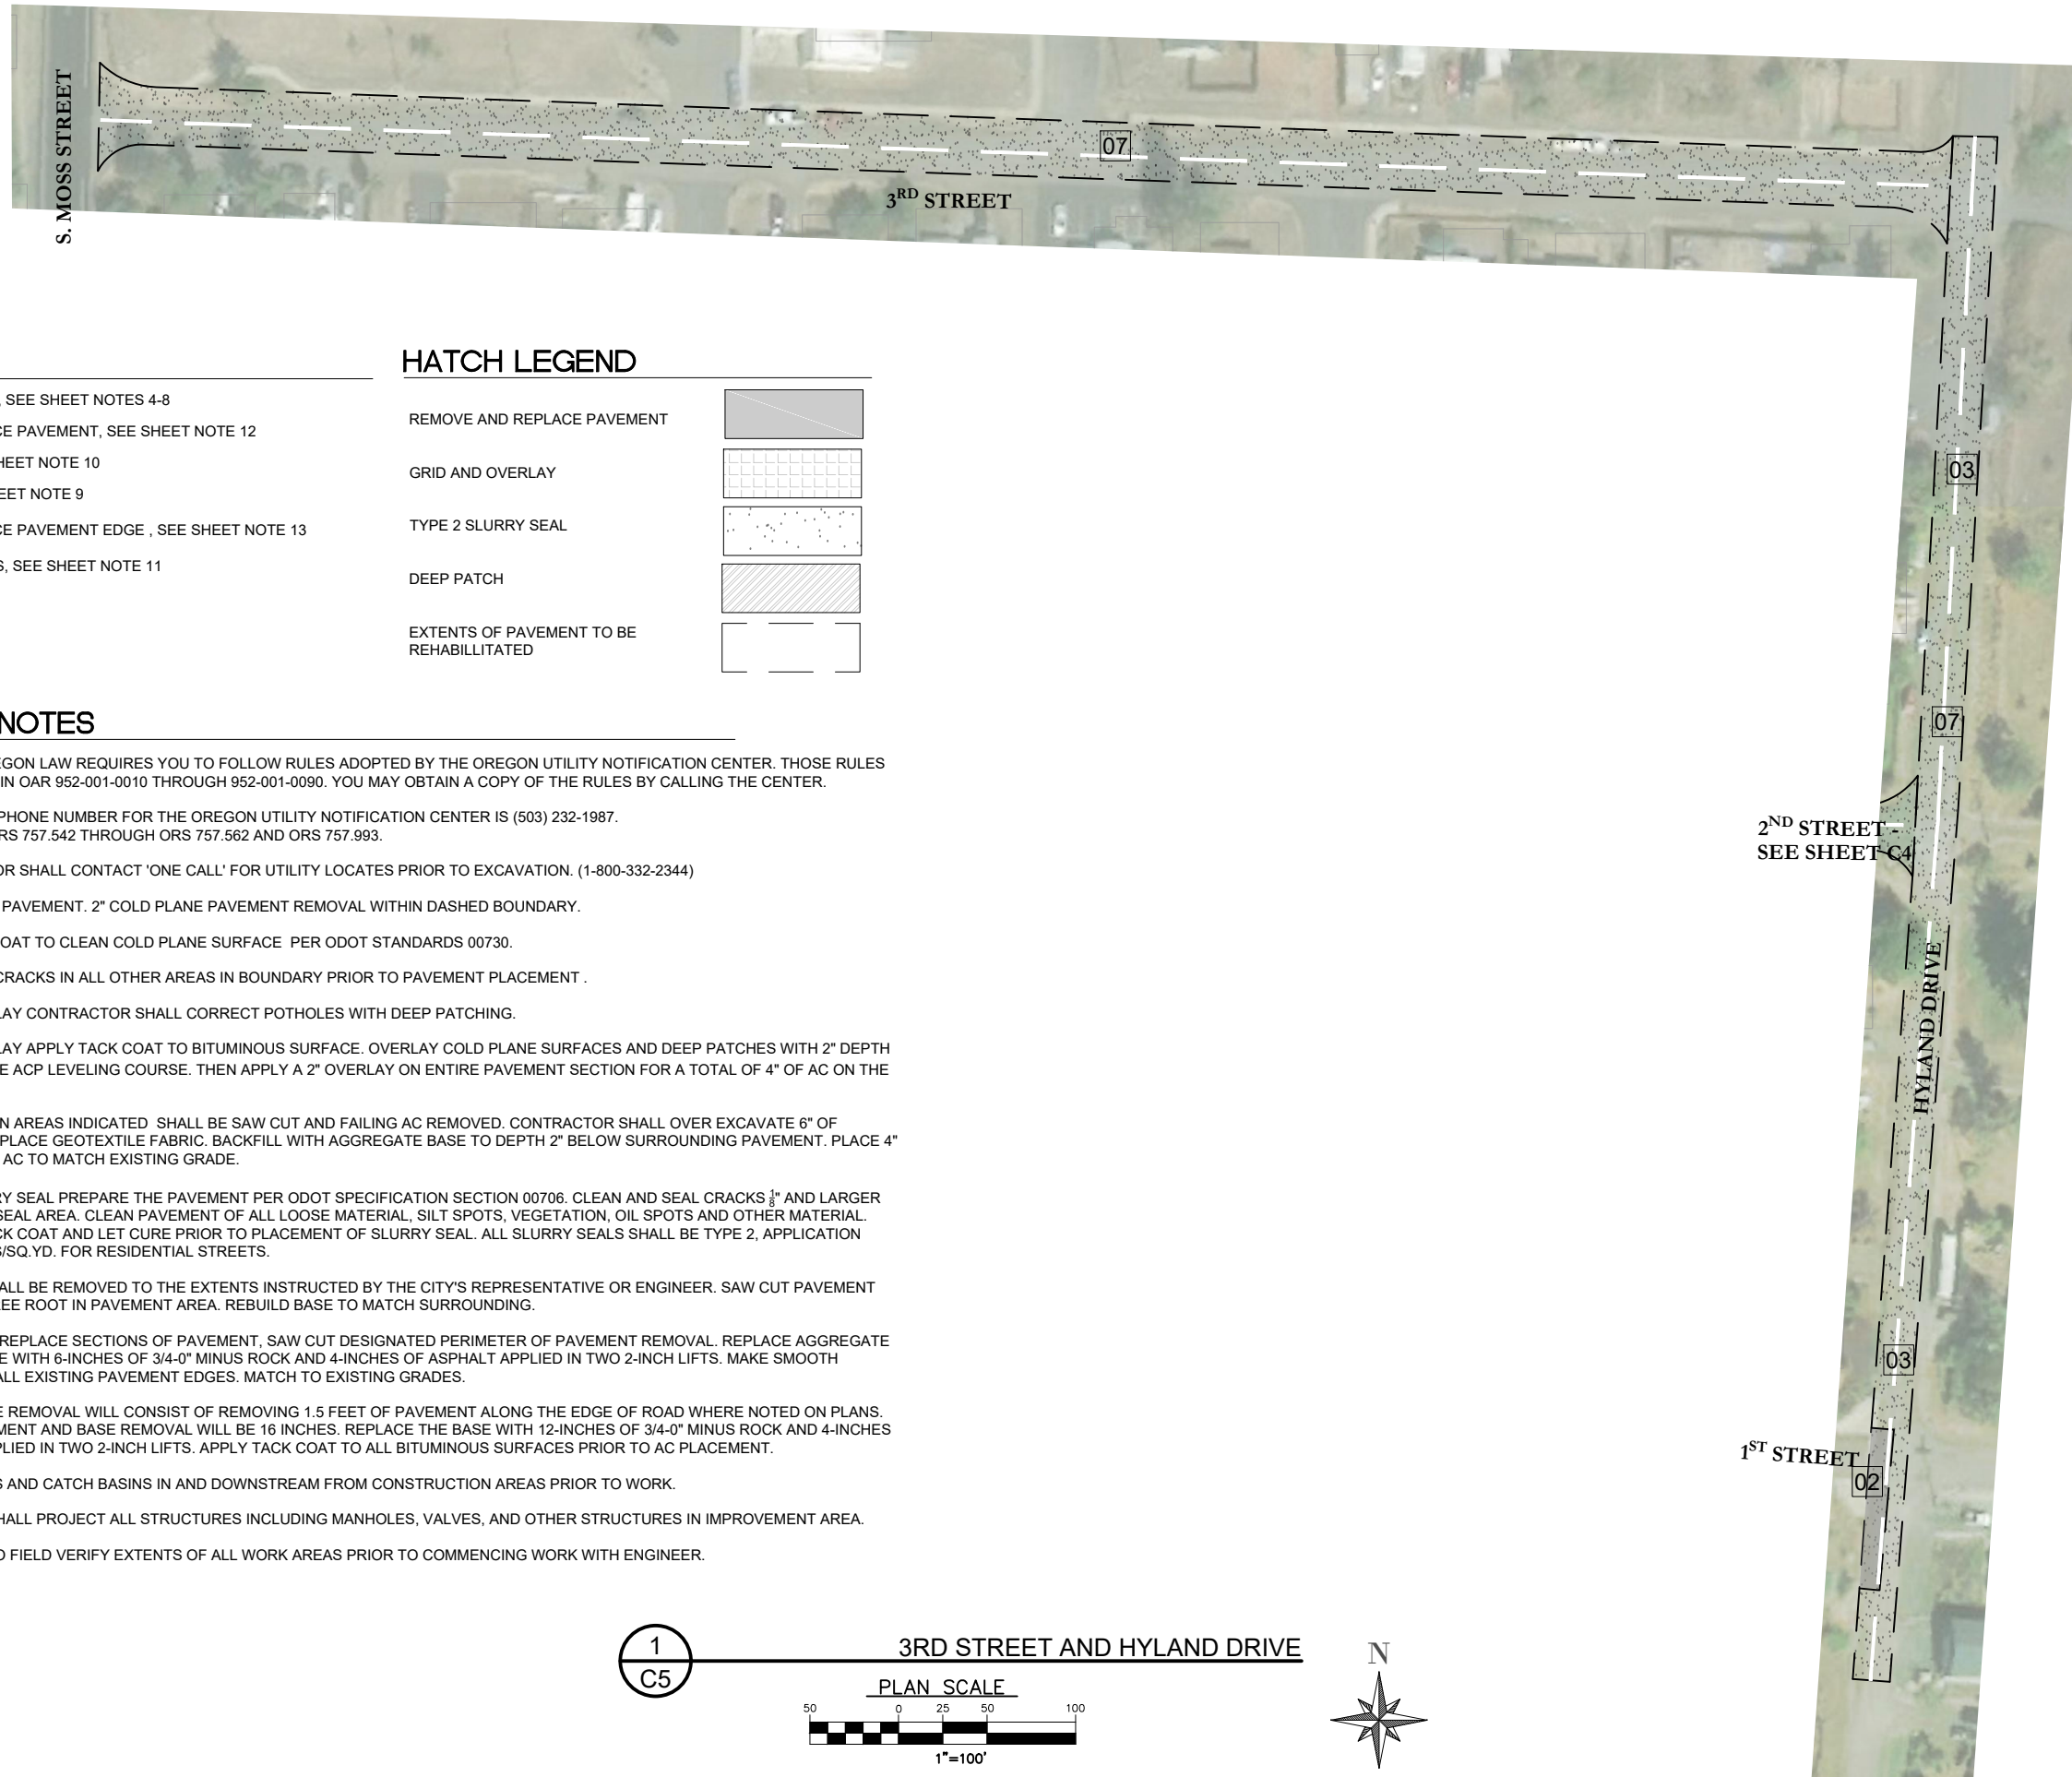 S. MOSS STREET
07
3RD STREET
03
07
2ND STREET -
SEE SHEET C4
HYLAND DRIVE
03
1ST STREET
02
, SEE SHEET NOTES 4-8
CE PAVEMENT, SEE SHEET NOTE 12
HEET NOTE 10
EET NOTE 9
CE PAVEMENT EDGE , SEE SHEET NOTE 13
S, SEE SHEET NOTE 11
HATCH LEGEND
REMOVE AND REPLACE PAVEMENT
GRID AND OVERLAY
TYPE 2 SLURRY SEAL
DEEP PATCH
EXTENTS OF PAVEMENT TO BE
REHABILLITATED
NOTES
EGON LAW REQUIRES YOU TO FOLLOW RULES ADOPTED BY THE OREGON UTILITY NOTIFICATION CENTER. THOSE RULES
IN OAR 952-001-0010 THROUGH 952-001-0090. YOU MAY OBTAIN A COPY OF THE RULES BY CALLING THE CENTER.
PHONE NUMBER FOR THE OREGON UTILITY NOTIFICATION CENTER IS (503) 232-1987.
RS 757.542 THROUGH ORS 757.562 AND ORS 757.993.
OR SHALL CONTACT 'ONE CALL' FOR UTILITY LOCATES PRIOR TO EXCAVATION. (1-800-332-2344)
PAVEMENT. 2" COLD PLANE PAVEMENT REMOVAL WITHIN DASHED BOUNDARY.
OAT TO CLEAN COLD PLANE SURFACE PER ODOT STANDARDS 00730.
CRACKS IN ALL OTHER AREAS IN BOUNDARY PRIOR TO PAVEMENT PLACEMENT .
LAY CONTRACTOR SHALL CORRECT POTHOLES WITH DEEP PATCHING.
LAY APPLY TACK COAT TO BITUMINOUS SURFACE. OVERLAY COLD PLANE SURFACES AND DEEP PATCHES WITH 2" DEPTH
E ACP LEVELING COURSE. THEN APPLY A 2" OVERLAY ON ENTIRE PAVEMENT SECTION FOR A TOTAL OF 4" OF AC ON THE
N AREAS INDICATED SHALL BE SAW CUT AND FAILING AC REMOVED. CONTRACTOR SHALL OVER EXCAVATE 6" OF
PLACE GEOTEXTILE FABRIC. BACKFILL WITH AGGREGATE BASE TO DEPTH 2" BELOW SURROUNDING PAVEMENT. PLACE 4"
AC TO MATCH EXISTING GRADE.
RY SEAL PREPARE THE PAVEMENT PER ODOT SPECIFICATION SECTION 00706. CLEAN AND SEAL CRACKS 1/8" AND LARGER
SEAL AREA. CLEAN PAVEMENT OF ALL LOOSE MATERIAL, SILT SPOTS, VEGETATION, OIL SPOTS AND OTHER MATERIAL.
CK COAT AND LET CURE PRIOR TO PLACEMENT OF SLURRY SEAL. ALL SLURRY SEALS SHALL BE TYPE 2, APPLICATION
S/SQ.YD. FOR RESIDENTIAL STREETS.
ALL BE REMOVED TO THE EXTENTS INSTRUCTED BY THE CITY'S REPRESENTATIVE OR ENGINEER. SAW CUT PAVEMENT
EE ROOT IN PAVEMENT AREA. REBUILD BASE TO MATCH SURROUNDING.
REPLACE SECTIONS OF PAVEMENT, SAW CUT DESIGNATED PERIMETER OF PAVEMENT REMOVAL. REPLACE AGGREGATE
E WITH 6-INCHES OF 3/4-0" MINUS ROCK AND 4-INCHES OF ASPHALT APPLIED IN TWO 2-INCH LIFTS. MAKE SMOOTH
ALL EXISTING PAVEMENT EDGES. MATCH TO EXISTING GRADES.
E REMOVAL WILL CONSIST OF REMOVING 1.5 FEET OF PAVEMENT ALONG THE EDGE OF ROAD WHERE NOTED ON PLANS.
MENT AND BASE REMOVAL WILL BE 16 INCHES. REPLACE THE BASE WITH 12-INCHES OF 3/4-0" MINUS ROCK AND 4-INCHES
PLIED IN TWO 2-INCH LIFTS. APPLY TACK COAT TO ALL BITUMINOUS SURFACES PRIOR TO AC PLACEMENT.
S AND CATCH BASINS IN AND DOWNSTREAM FROM CONSTRUCTION AREAS PRIOR TO WORK.
HALL PROJECT ALL STRUCTURES INCLUDING MANHOLES, VALVES, AND OTHER STRUCTURES IN IMPROVEMENT AREA.
O FIELD VERIFY EXTENTS OF ALL WORK AREAS PRIOR TO COMMENCING WORK WITH ENGINEER.
1
C5
3RD STREET AND HYLAND DRIVE
PLAN SCALE
50 0 25 50 100
1"=100'
N